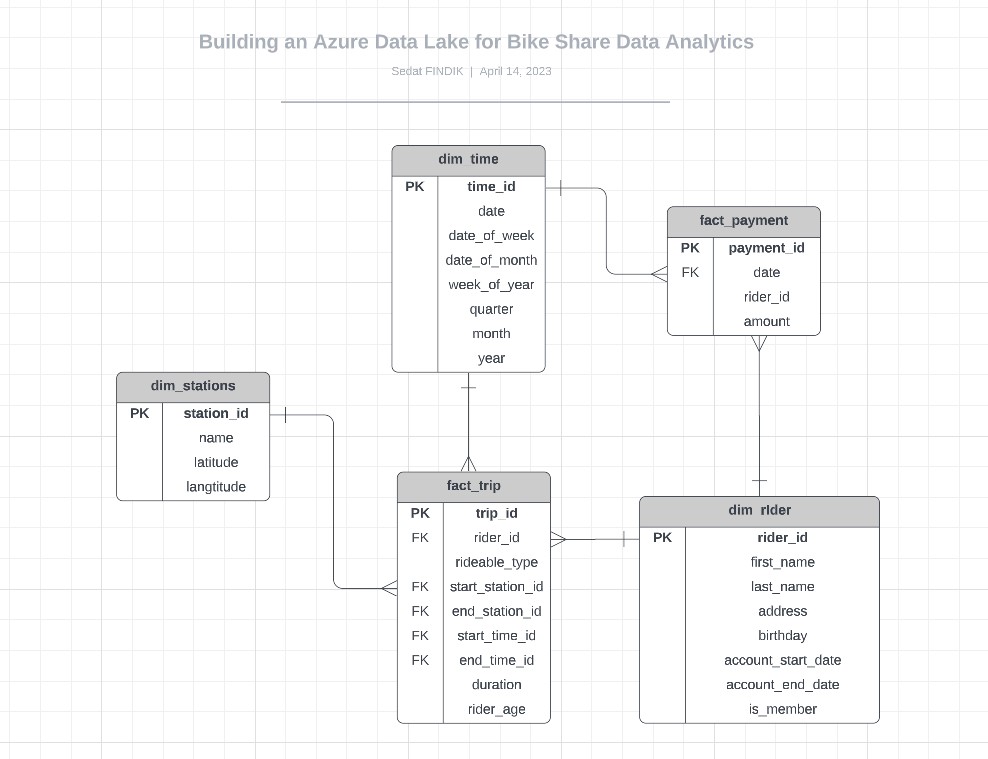 Building an Azure Data Lake for Bike Share Data Analytics
Sedat FINDIK | April 14, 2023
dim_time
PK time_id
date
date_of_week
date_of_month
week_of_year
quarter
month
year
fact_payment
PK payment_id
FK date
rider_id
amount
dim_stations
PK station_id
name
latitude
langtitude
fact_trip
PK trip_id
FK rider_id
rideable_type
FK start_station_id
FK end_station_id
FK start_time_id
FK end_time_id
duration
rider_age
dim_rider
PK rider_id
first_name
last_name
address
birthday
account_start_date
account_end_date
is_member